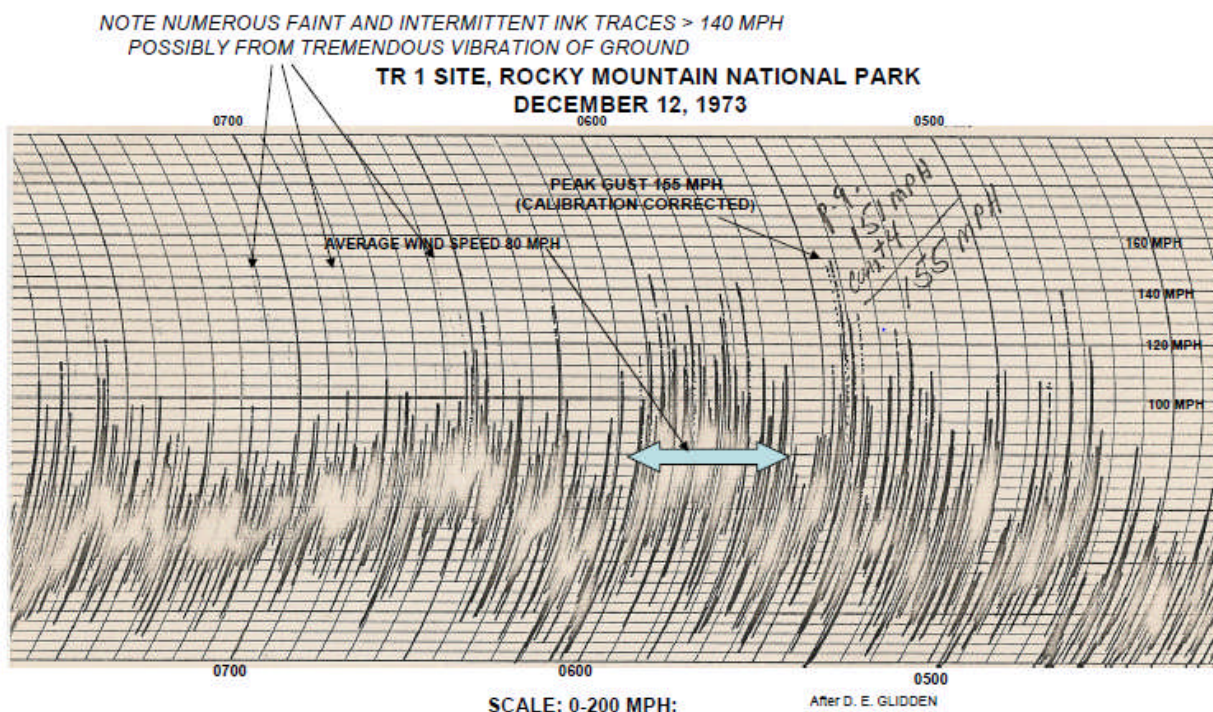 NOTE NUMEROUS FAINT AND INTERMITTENT INK TRACES > 140 MPH
POSSIBLY FROM TREMENDOUS VIBRATION OF GROUND
TR 1 SITE, ROCKY MOUNTAIN NATIONAL PARK
DECEMBER 12, 1973
0700 0600 0500
PEAK GUST 155 MPH
(CALIBRATION CORRECTED)
151 MPH
+4
155 MPH
AVERAGE WIND SPEED 80 MPH
160 MPH
140 MPH
120 MPH
100 MPH
0700 0600 0500
SCALE: 0-200 MPH:
After D. E. GLIDDEN